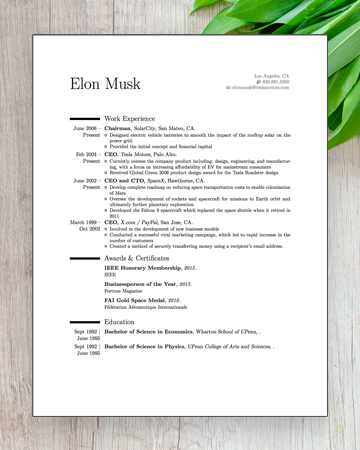 Elon Musk
Los Angeles, CA
✆ 650.681.5000
✉ elonmusk@teslamotors.com
Work Experience
June 2006 – Present Chairman, SolarCity, San Mateo, CA.
Designed electric vehicle batteries to smooth the impact of the rooftop solar on the
power grid.
Provided the initial concept and financial capital
Feb 2004 – Present CEO, Tesla Motors, Palo Alto.
Currently oversee the company product including: design, engineering, and manufactur-
ing, with a focus on increasing affordability of EV for mainstream consumers
Received Global Green 2006 product design award for the Tesla Roadster design
June 2002 – Present CEO and CTO, SpaceX, Hawthorne, CA.
Develop complete roadmap on reducing space transportation costs to enable colonization
of Mars
Oversee the development of rockets and spacecraft for missions to Earth orbit and
ultimately further planetary exploration
Developed the Falcon 9 spacecraft which replaced the space shuttle when it retired in
2011
March 1999 – Oct 2002 CEO, X.com / PayPal, San Jose, CA.
Involved in the development of new business models
Conducted a successful viral marketing campaign, which led to rapid increase in the
number of customers
Created a method of securely transferring money using a recipient's email address.
Awards & Certificates
IEEE Honorary Membership, 2015.
IEEE
Businessperson of the Year, 2013.
Fortune Magazine
FAI Gold Space Medal, 2010.
Fédération Aéronautique Internationale
Education
Sept 1992 | June 1995 Bachelor of Science in Economics, Wharton School of UPenn, .
Sept 1992 | June 1995 Bachelor of Science in Physics, UPenn College of Arts and Sciences, .